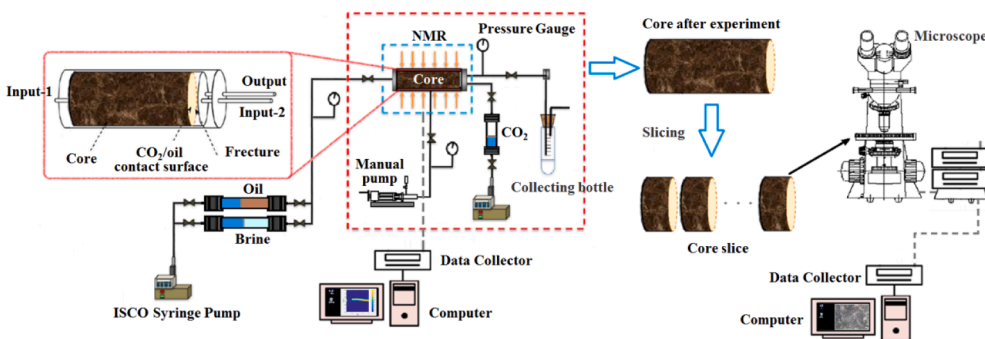 Input-1
Output
Input-2
Core
CO2/oil
contact surface
Frecture
Oil
Brine
ISCO Syringe Pump
NMR
Core
Pressure Gauge
CO2
Manual
pump
Collecting bottle
Data Collector
Computer
Core after experiment
Slicing
Core slice
Microscope
Data Collector
Computer